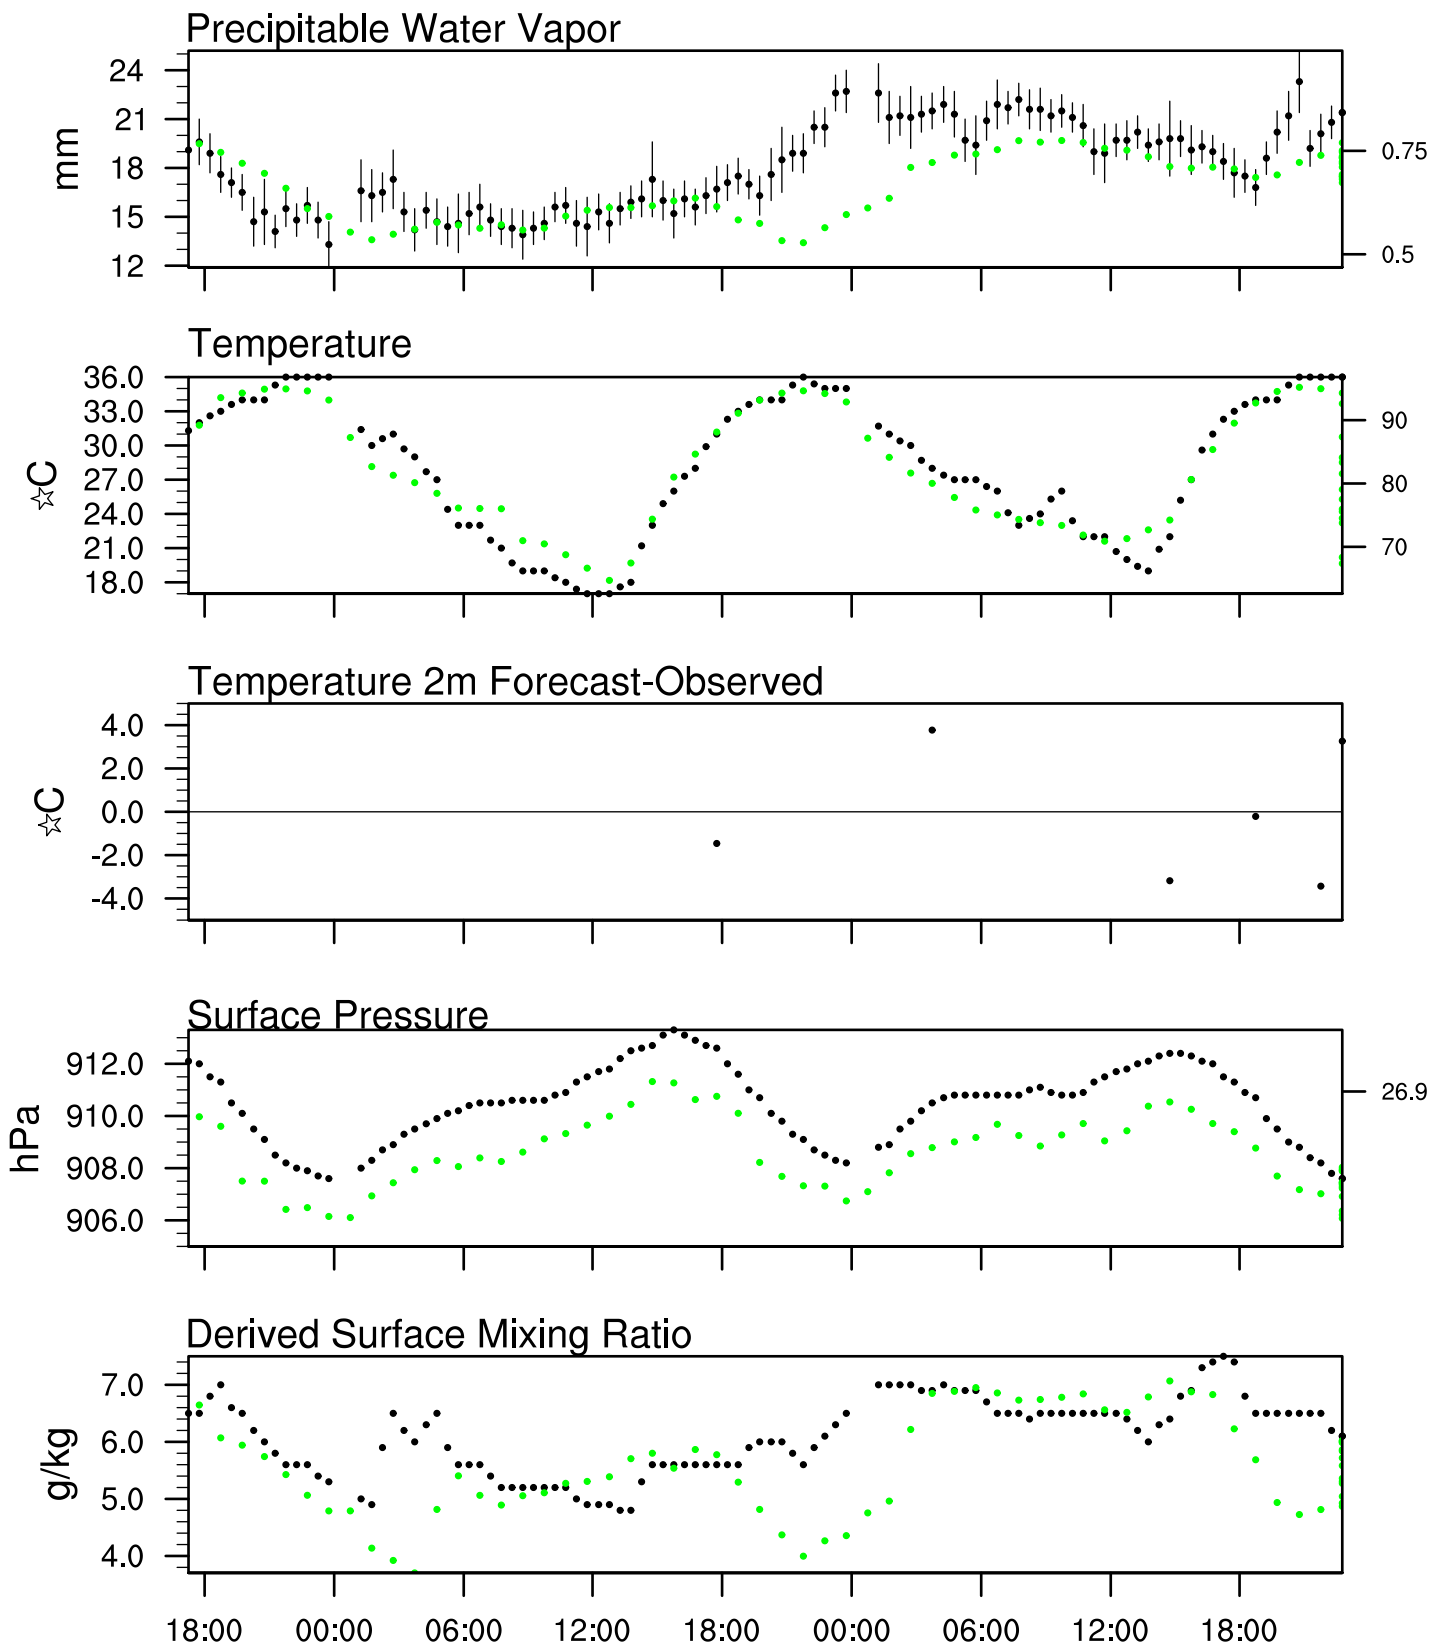 Precipitable Water Vapor
24
21
18
15
12
mm
0.75
0.5
Temperature
36.0
33.0
30.0
27.0
24.0
21.0
18.0
☆C
90
80
70
Temperature 2m Forecast-Observed
4.0
2.0
0.0
-2.0
-4.0
☆C
Surface Pressure
912.0
910.0
908.0
906.0
hPa
26.9
Derived Surface Mixing Ratio
7.0
6.0
5.0
4.0
g/kg
18:00 00:00 06:00 12:00 18:00 00:00 06:00 12:00 18:00